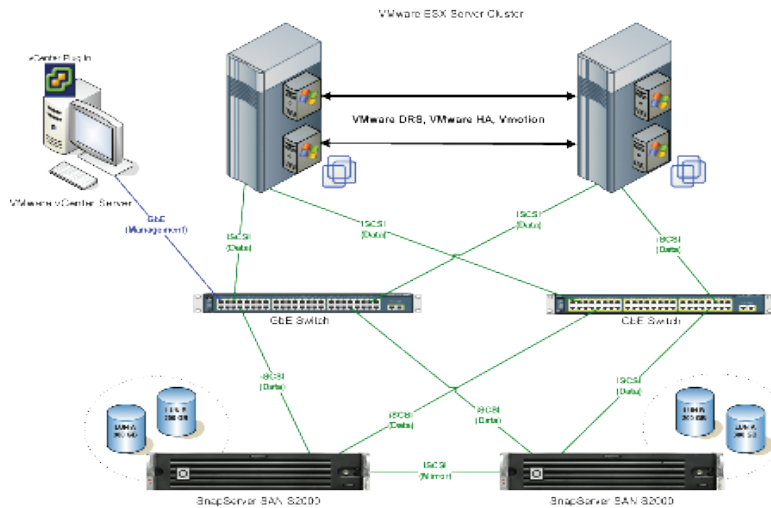 VMware ESX Server Cluster
vCenter Plug In
VMware DRS, VMware HA, Vmotion
VMware vCenter Server
GbE
(Management)
iSCSI
(Data)
iSCSI
(Data)
iSCSI
(Data)
iSCSI
(Data)
GbE Switch
GbE Switch
iSCSI
(Data)
iSCSI
(Data)
iSCSI
(Data)
iSCSI
(Data)
LUN A
LUN A
iSCSI
(Mirror)
SnapServer SAN S2000
SnapServer SAN S2000